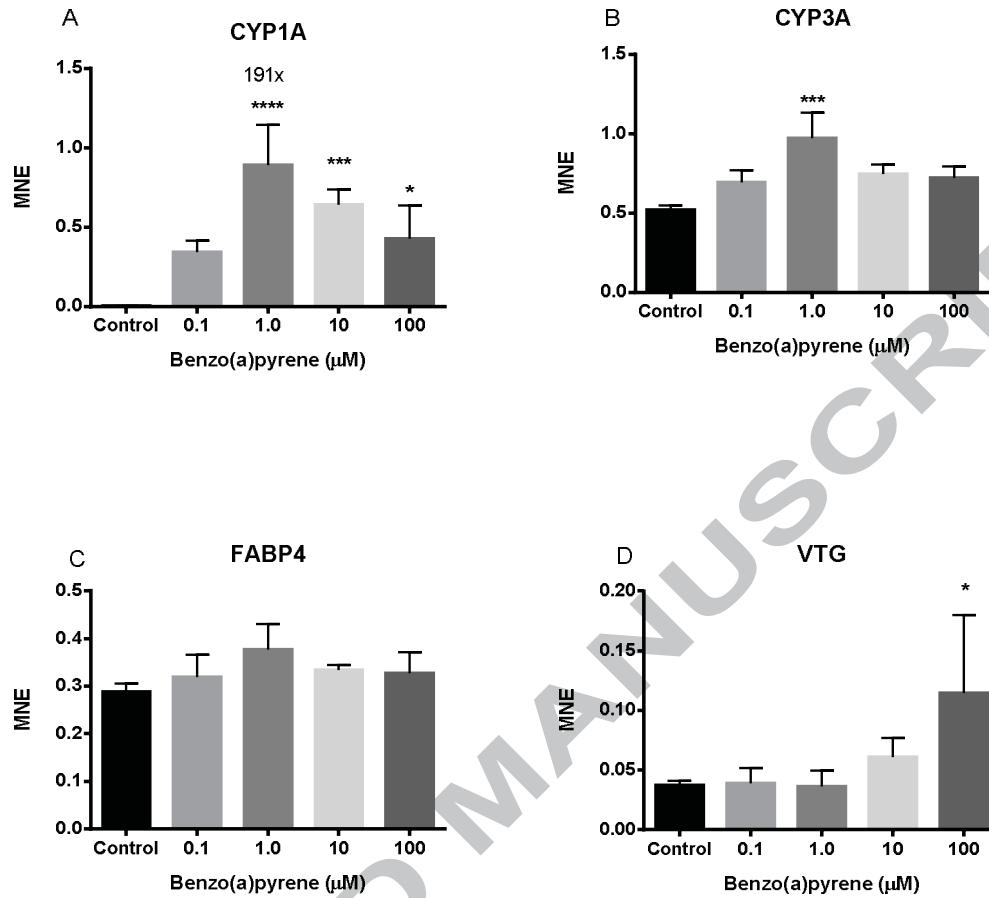 A
CYP1A
MNE
1.5
1.0
0.5
0.0
191x
****
***
*
Control 0.1 1.0 10 100
Benzo(a)pyrene (μM)
B
CYP3A
MNE
1.5
1.0
0.5
0.0
***
Control 0.1 1.0 10 100
Benzo(a)pyrene (μM)
C
FABP4
MNE
0.5
0.4
0.3
0.2
0.1
0.0
Control 0.1 1.0 10 100
Benzo(a)pyrene (μM)
D
VTG
MNE
0.20
0.15
0.10
0.05
0.00
*
Control 0.1 1.0 10 100
Benzo(a)pyrene (μM)
MANUSCRI